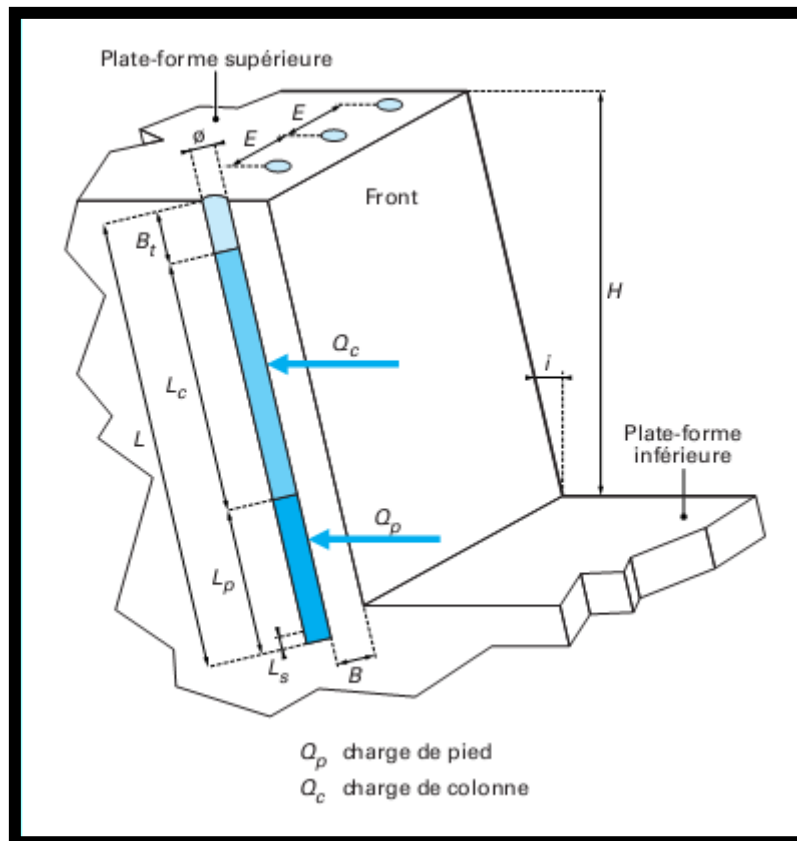 Plate-forme supérieure
E
E
ø
Front
B_t
H
Q_c
i
L_c
L
Plate-forme
inférieure
Q_p
L_p
L_s
B
Q_p charge de pied
Q_c charge de colonne